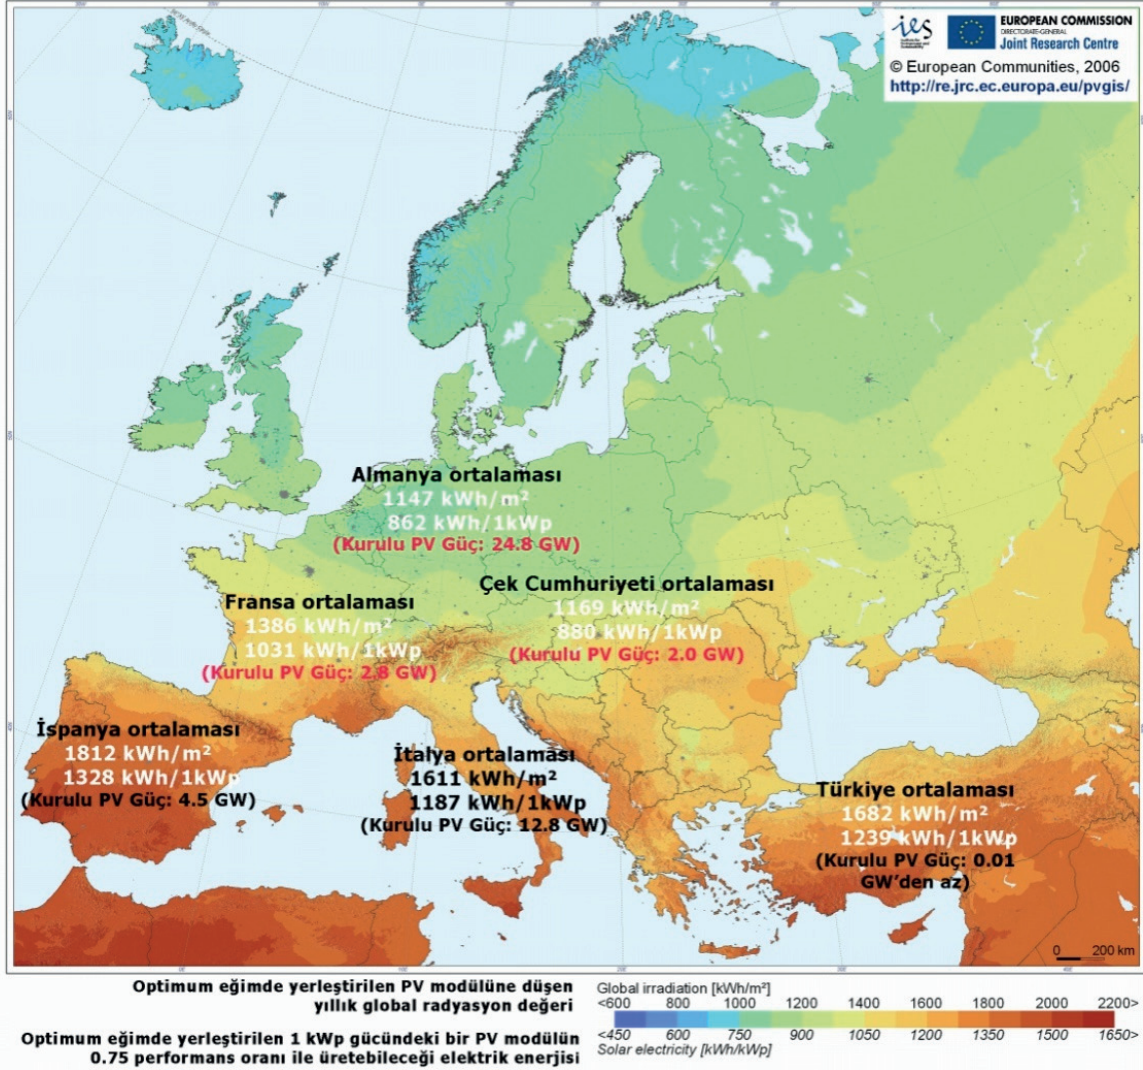 ies
EUROPEAN COMMISSION
DIRECTORATE-GENERAL
Joint Research Centre
© European Communities, 2006
http://re.jrc.ec.europa.eu/pvgis/
Almanya ortalaması
1147 kWh/m²
862 kWh/1kWp
(Kurulu PV Güç: 24.8 GW)
Çek Cumhuriyeti ortalaması
1169 kWh/m²
880 kWh/1kWp
(Kurulu PV Güç: 2.0 GW)
Fransa ortalaması
1386 kWh/m²
1031 kWh/1kWp
(Kurulu PV Güç: 2.8 GW)
İspanya ortalaması
1812 kWh/m²
1328 kWh/1kWp
(Kurulu PV Güç: 4.5 GW)
İtalya ortalaması
1611 kWh/m²
1187 kWh/1kWp
(Kurulu PV Güç: 12.8 GW)
Türkiye ortalaması
1682 kWh/m²
1239 kWh/1kWp
(Kurulu PV Güç: 0.01
GW'den az)
0 200 km
Optimum eğimde yerleştirilen PV modülüne düşen
yıllık global radyasyon değeri
Optimum eğimde yerleştirilen 1 kWp gücündeki bir PV modülün
0.75 performans oranı ile üretebileceği elektrik enerjisi
Global irradiation [kWh/m²]
<600 800 1000 1200 1400 1600 1800 2000 2200>
<450 600 750 900 1050 1200 1350 1500 1650>
Solar electricity [kWh/kWp]